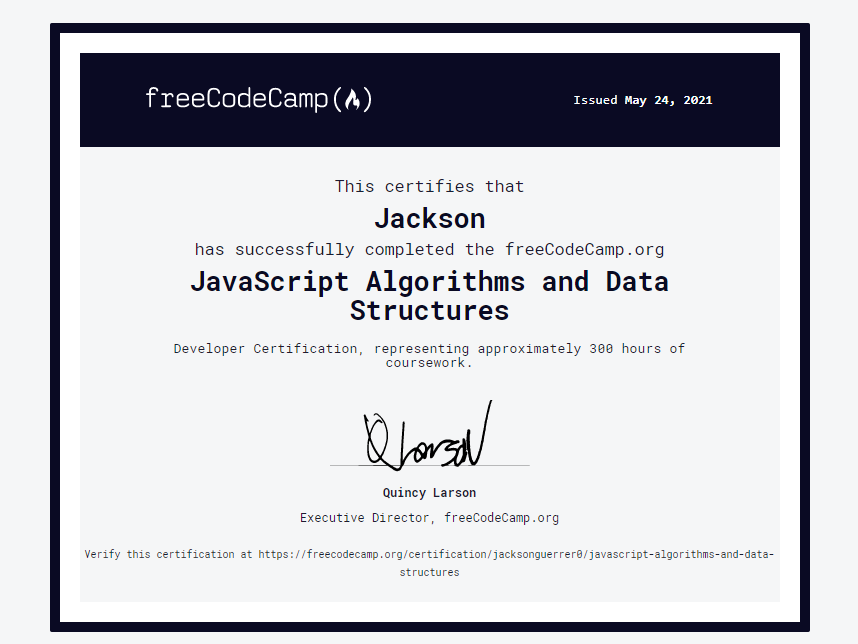 freeCodeCamp
Issued May 24, 2021
This certifies that
Jackson
has successfully completed the freeCodeCamp.org
JavaScript Algorithms and Data
Structures
Developer Certification, representing approximately 300 hours of
coursework.
QLarson
Quincy Larson
Executive Director, freeCodeCamp.org
Verify this certification at https://freecodecamp.org/certification/jacksonguerrer0/javascript-algorithms-and-data-
structures